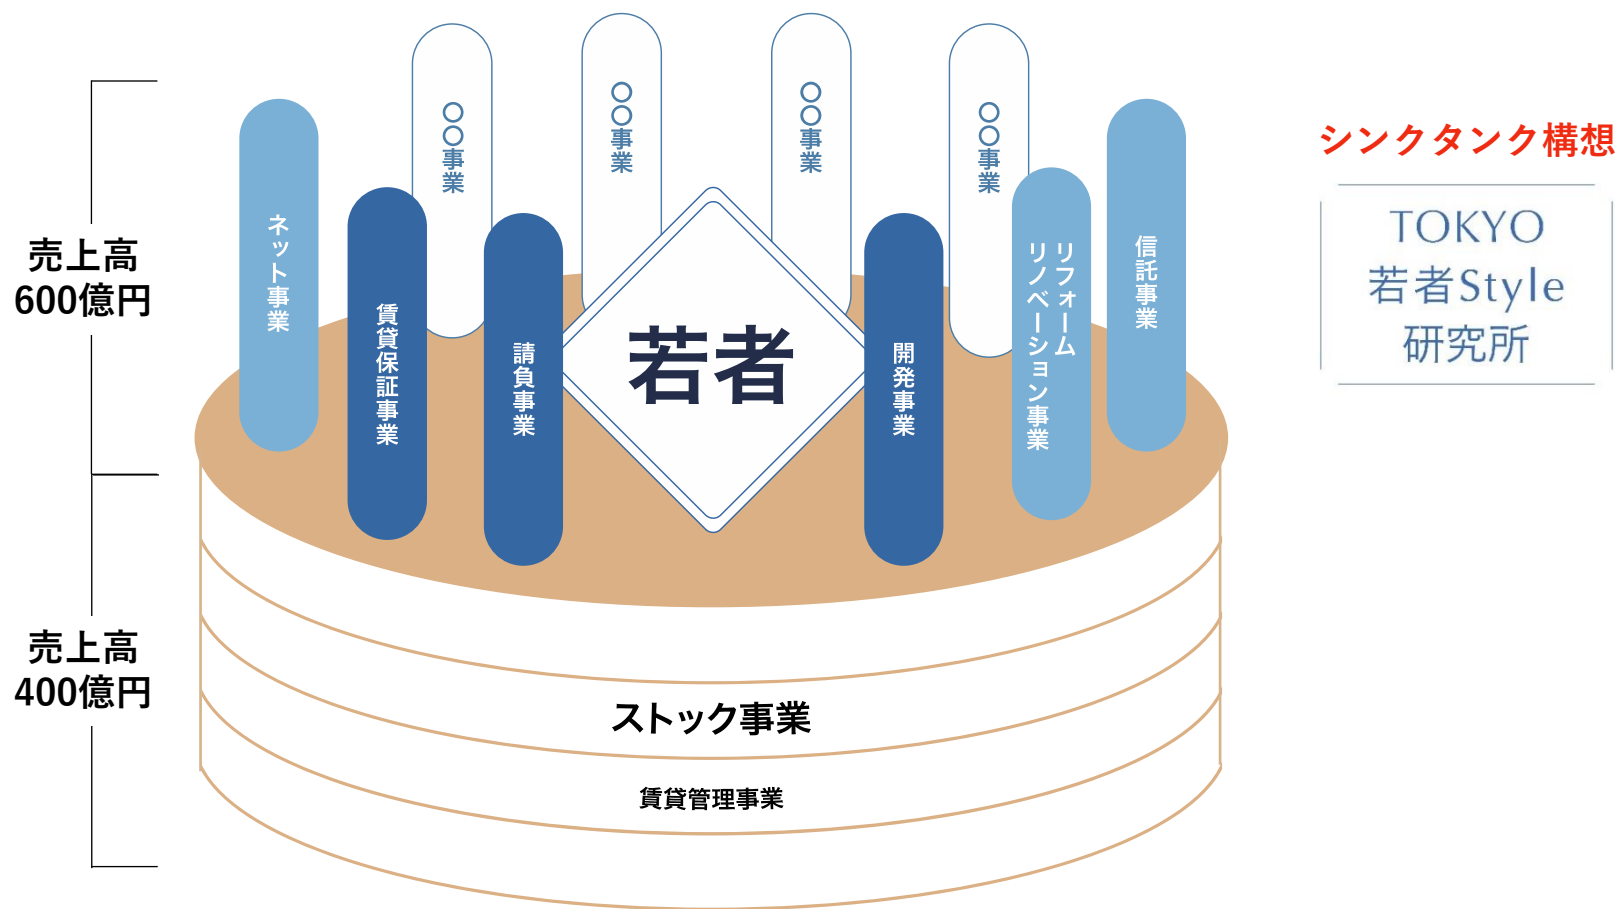 売上高
600億円
売上高
400億円
ネット事業
賃貸保証事業
〇〇事業
請負事業
〇〇事業
若者
〇〇事業
開発事業
〇〇事業
リフォーム
リノベーション事業
信託事業
ストック事業
賃貸管理事業
シンクタンク構想
TOKYO
若者Style
研究所